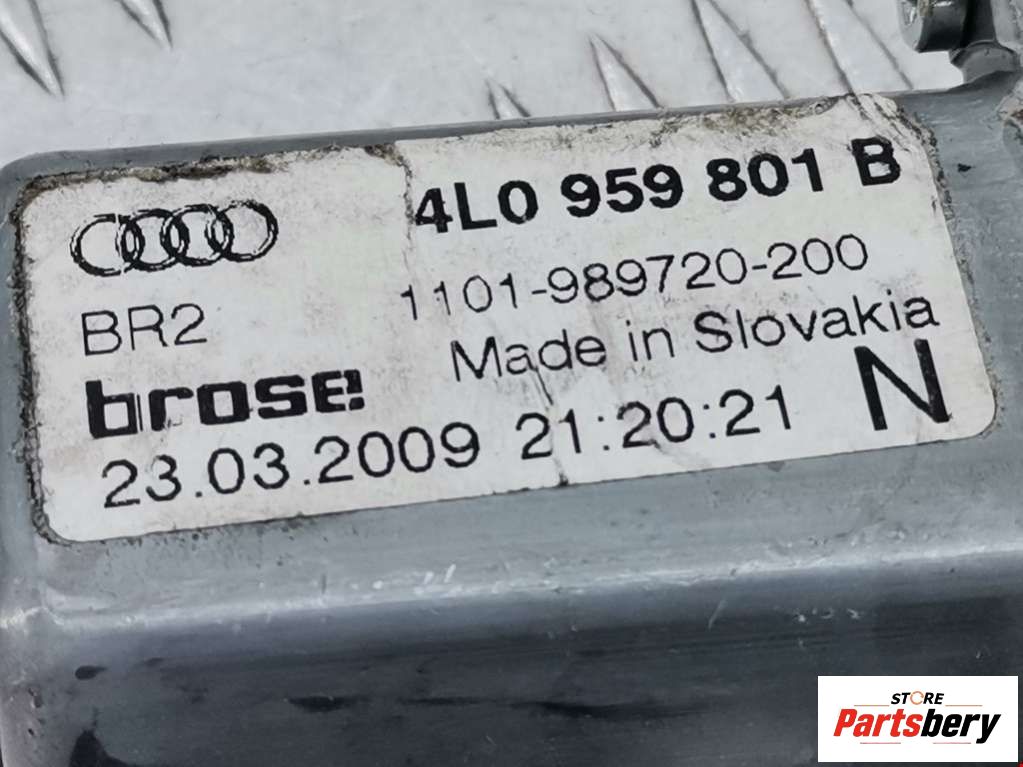 4L0 959 801 B
BR2 1101-989720-200
brose Made in Slovakia
23.03.2009 21:20:21 N
STORE
Partsbery